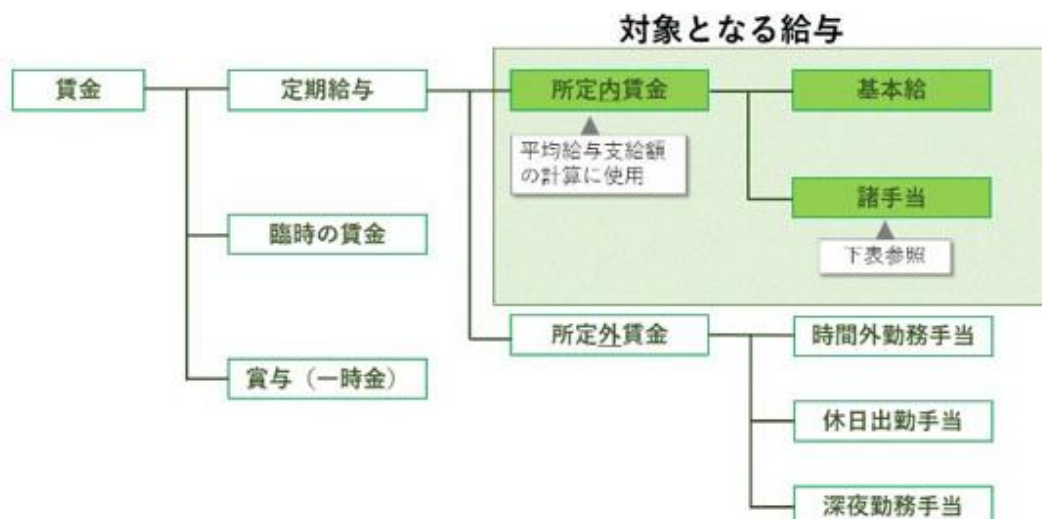 対象となる給与
賃金
定期給与
所定内賃金
基本給
平均給与支給額
の計算に使用
諸手当
臨時の賃金
下表参照
所定外賃金
時間外勤務手当
賞与（一時金）
休日出勤手当
深夜勤務手当